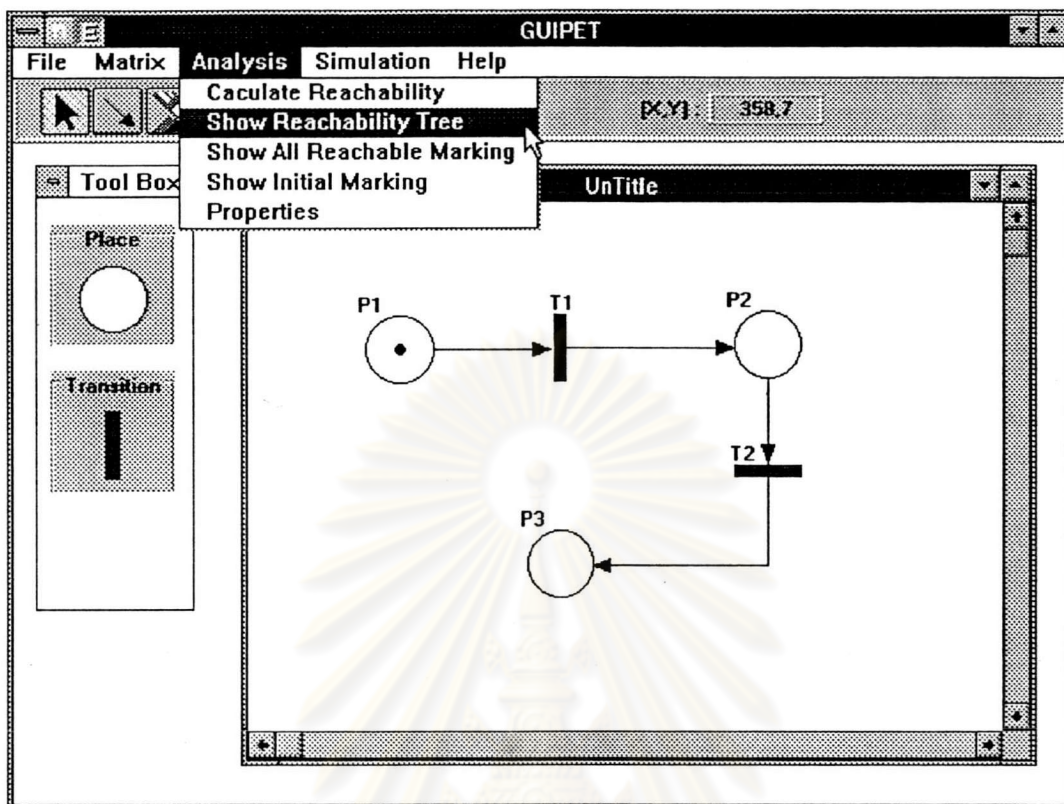 GUIPET
File Matrix Analysis Simulation Help
Caculate Reachability
Show Reachability Tree
Show All Reachable Marking
Show Initial Marking
Properties
[X,Y] : 358,7
Tool Box
UnTitle
Place
Transition
P1
T1
P2
T2
P3